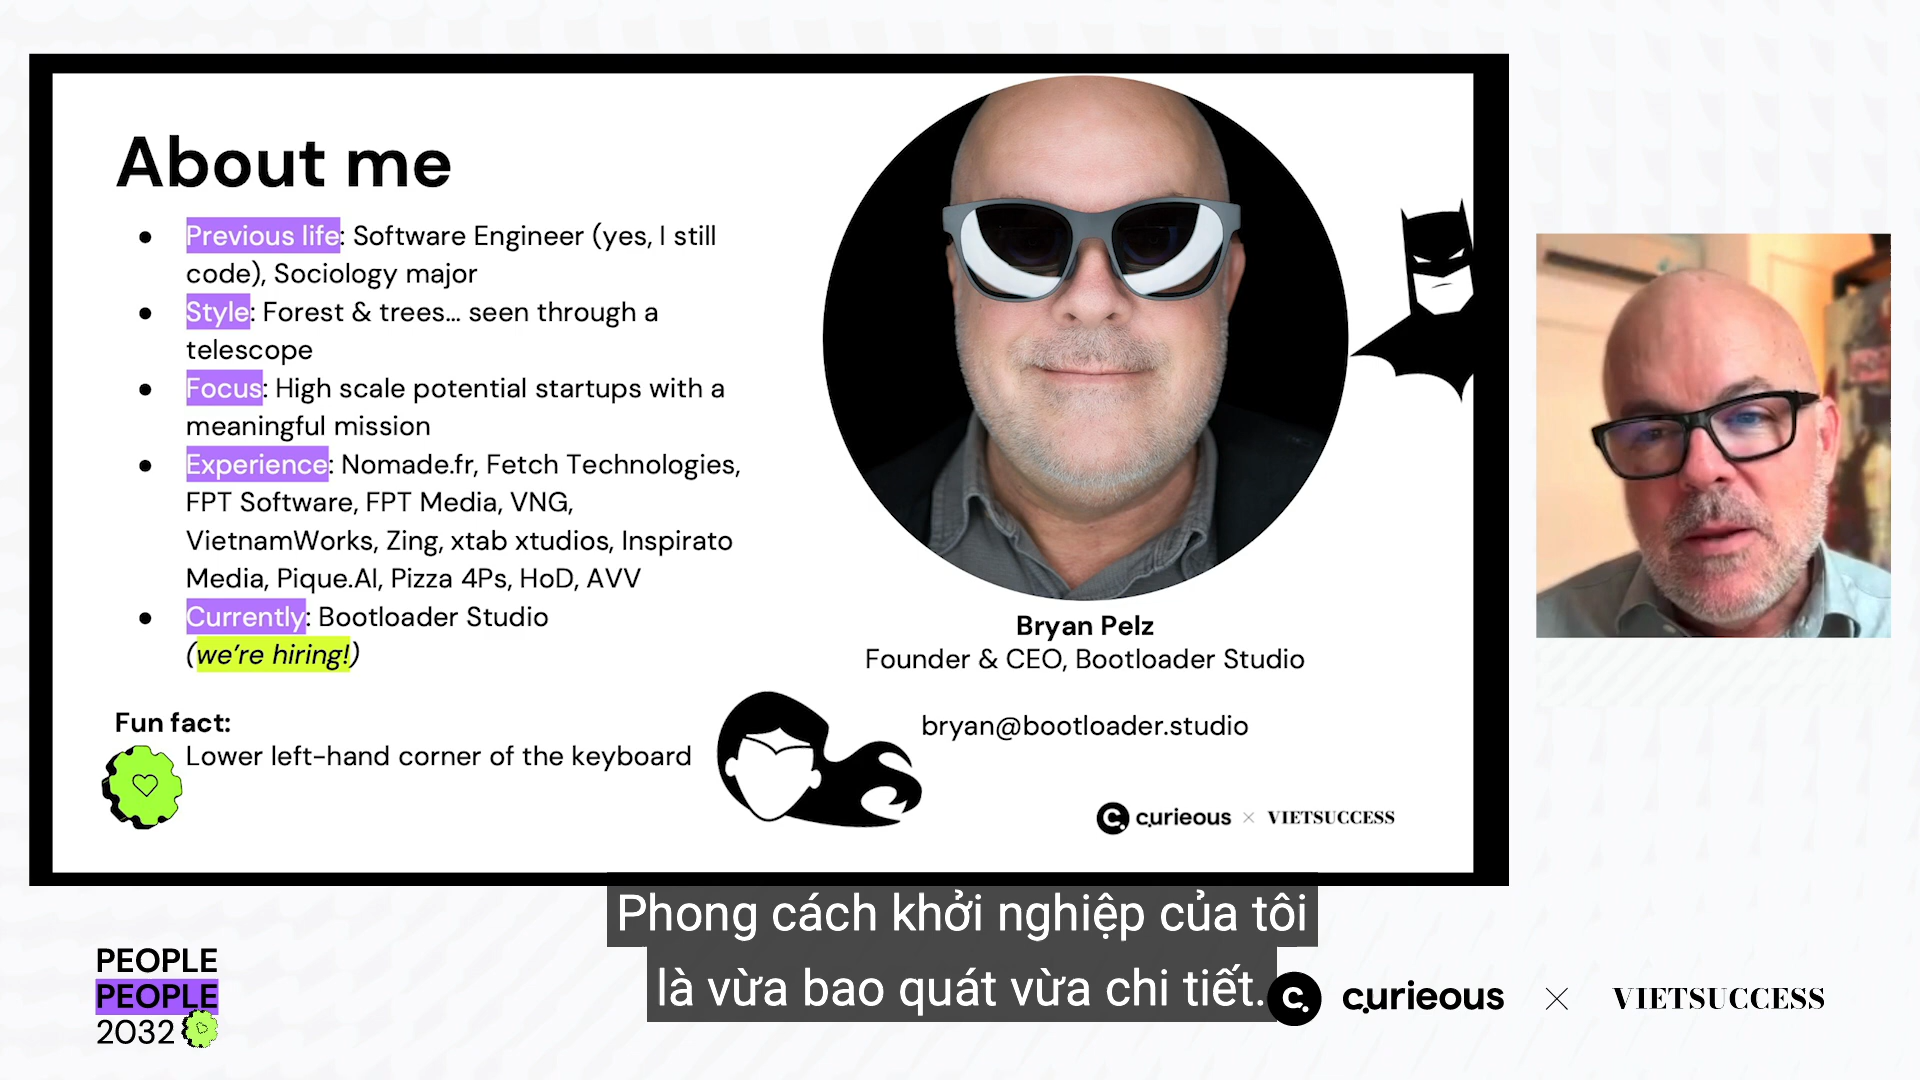 About me
● Previous life: Software Engineer (yes, I still
code), Sociology major
● Style: Forest & trees... seen through a
telescope
● Focus: High scale potential startups with a
meaningful mission
● Experience: Nomade.fr, Fetch Technologies,
FPT Software, FPT Media, VNG,
VietnamWorks, Zing, xtab xtudios, Inspirato
Media, Pique.AI, Pizza 4Ps, HoD, AVV
● Currently: Bootloader Studio
(we're hiring!)
Fun fact:
Lower left-hand corner of the keyboard
Bryan Pelz
Founder & CEO, Bootloader Studio
bryan@bootloader.studio
C. curieous × VIETSUCCESS
Phong cách khởi nghiệp của tôi
là vừa bao quát vừa chi tiết.
PEOPLE
PEOPLE
2032
C. curieous × VIETSUCCESS